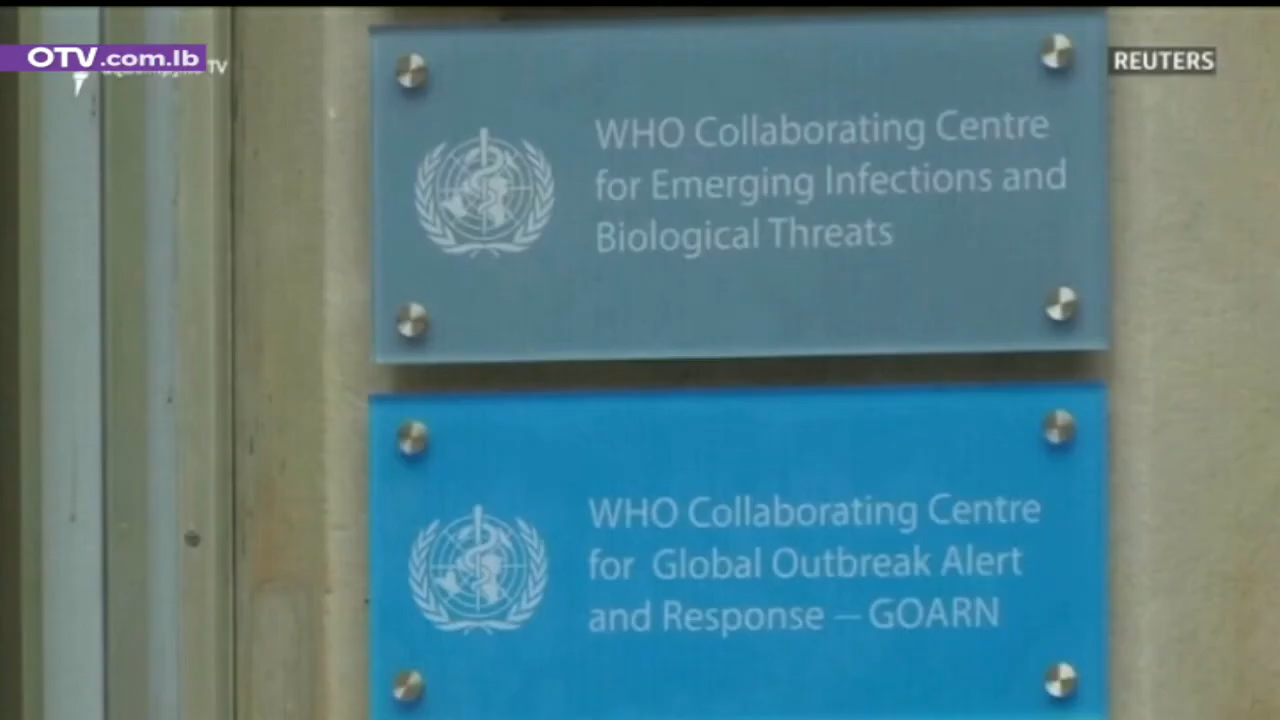 OTV.com.lb
TV
REUTERS
WHO Collaborating Centre
for Emerging Infections and
Biological Threats
WHO Collaborating Centre
for Global Outbreak Alert
and Response – GOARN